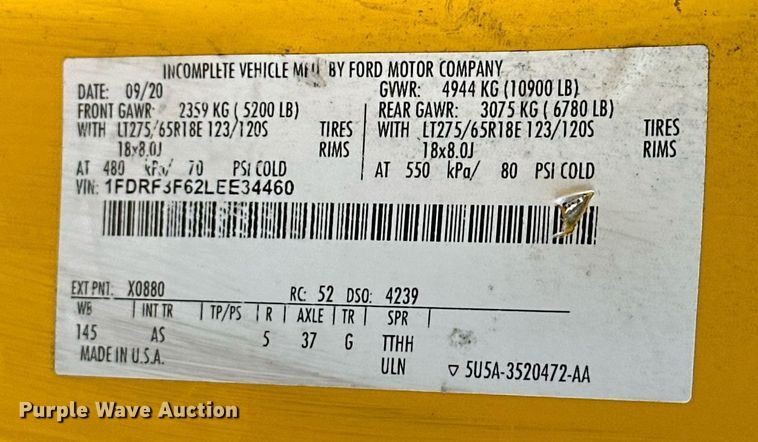 INCOMPLETE VEHICLE MFD BY FORD MOTOR COMPANY
DATE: 09/20 GVWR: 4944 KG (10900 LB)
FRONT GAWR: 2359 KG ( 5200 LB) REAR GAWR: 3075 KG ( 6780 LB)
WITH LT275/65R18E 123/120S TIRES WITH LT275/65R18E 123/120S TIRES
18x8.0J RIMS 18x8.0J RIMS
AT 480 kPa/ 70 PSI COLD AT 550 kPa/ 80 PSI COLD
VIN: 1FDRF3F62LEE34460
EXT PNT: X0880 RC: 52 DSO: 4239
WB | INT TR | TP/PS | R | AXLE | TR | SPR
145 AS 5 37 G TTHH
MADE IN U.S.A. ULN ▽ 5U5A-3520472-AA
Purple Wave Auction